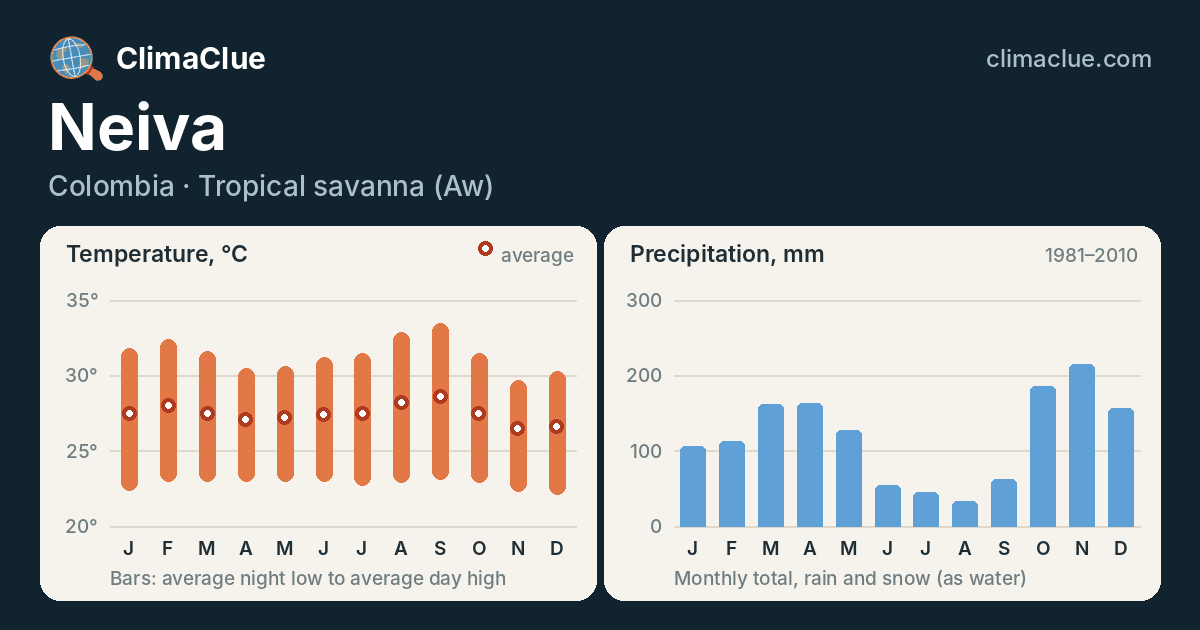 ClimaClue
climaclue.com
Neiva
Colombia · Tropical savanna (Aw)
Temperature, °C
average
35°
30°
25°
20°
J F M A M J J A S O N D
Bars: average night low to average day high
Precipitation, mm
1981–2010
300
200
100
0
J F M A M J J A S O N D
Monthly total, rain and snow (as water)